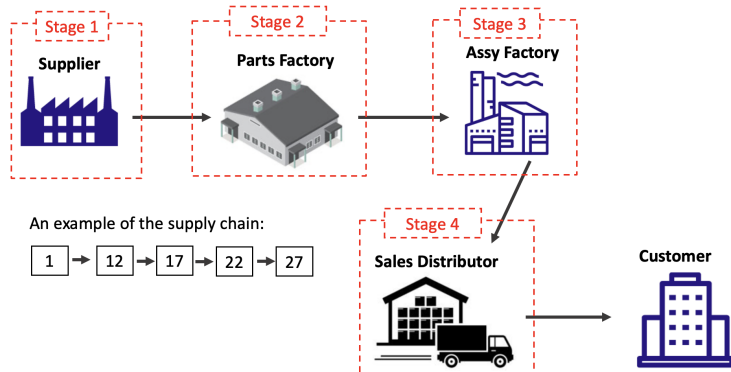 Stage 1
Supplier
Stage 2
Parts Factory
Stage 3
Assy Factory
An example of the supply chain:
1
12
17
22
27
Stage 4
Sales Distributor
Customer